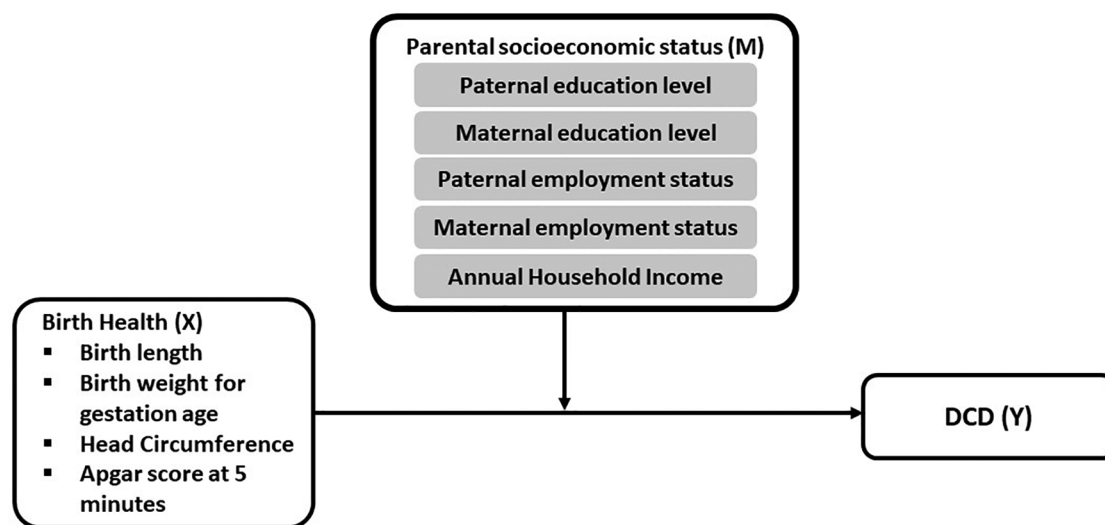 Parental socioeconomic status (M)
Paternal education level
Maternal education level
Paternal employment status
Maternal employment status
Annual Household Income
Birth Health (X)
▪ Birth length
▪ Birth weight for
gestation age
▪ Head Circumference
▪ Apgar score at 5
minutes
DCD (Y)